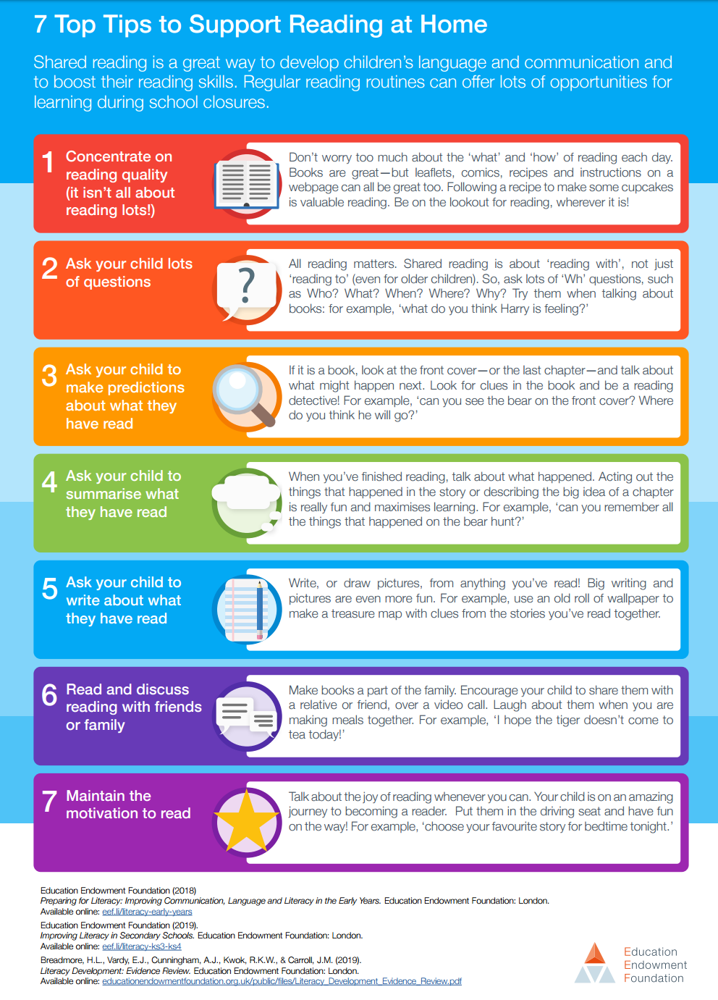 7 Top Tips to Support Reading at Home
Shared reading is a great way to develop children's language and communication and
to boost their reading skills. Regular reading routines can offer lots of opportunities for
learning during school closures.
1
Concentrate on
reading quality
(it isn't all about
reading lots!)
Don't worry too much about the 'what' and 'how' of reading each day.
Books are great—but leaflets, comics, recipes and instructions on a
webpage can all be great too. Following a recipe to make some cupcakes
is valuable reading. Be on the lookout for reading, wherever it is!
2
Ask your child lots
of questions
?
All reading matters. Shared reading is about 'reading with', not just
'reading to' (even for older children). So, ask lots of 'Wh' questions, such
as Who? What? When? Where? Why? Try them when talking about
books: for example, 'what do you think Harry is feeling?'
3
Ask your child to
make predictions
about what they
have read
If it is a book, look at the front cover—or the last chapter—and talk about
what might happen next. Look for clues in the book and be a reading
detective! For example, 'can you see the bear on the front cover? Where
do you think he will go?'
4
Ask your child to
summarise what
they have read
When you've finished reading, talk about what happened. Acting out the
things that happened in the story or describing the big idea of a chapter
is really fun and maximises learning. For example, 'can you remember all
the things that happened on the bear hunt?'
5
Ask your child to
write about what
they have read
Write, or draw pictures, from anything you've read! Big writing and
pictures are even more fun. For example, use an old roll of wallpaper to
make a treasure map with clues from the stories you've read together.
6
Read and discuss
reading with friends
or family
Make books a part of the family. Encourage your child to share them with
a relative or friend, over a video call. Laugh about them when you are
making meals together. For example, 'I hope the tiger doesn't come to
tea today!'
7
Maintain the
motivation to read
Talk about the joy of reading whenever you can. Your child is on an amazing
journey to becoming a reader. Put them in the driving seat and have fun
on the way! For example, 'choose your favourite story for bedtime tonight.'
Education Endowment Foundation (2018)
Preparing for Literacy: Improving Communication, Language and Literacy in the Early Years. Education Endowment Foundation: London.
Available online: eef.li/literacy-early-years
Education Endowment Foundation (2019).
Improving Literacy in Secondary Schools. Education Endowment Foundation: London.
Available online: eef.li/literacy-ks3-ks4
Breadmore, H.L., Vardy, E.J., Cunningham, A.J., Kwok, R.K.W., & Carroll, J.M. (2019).
Literacy Development: Evidence Review. Education Endowment Foundation: London.
Available online: educationendowmentfoundation.org.uk/public/files/Literacy_Development_Evidence_Review.pdf
Education
Endowment
Foundation